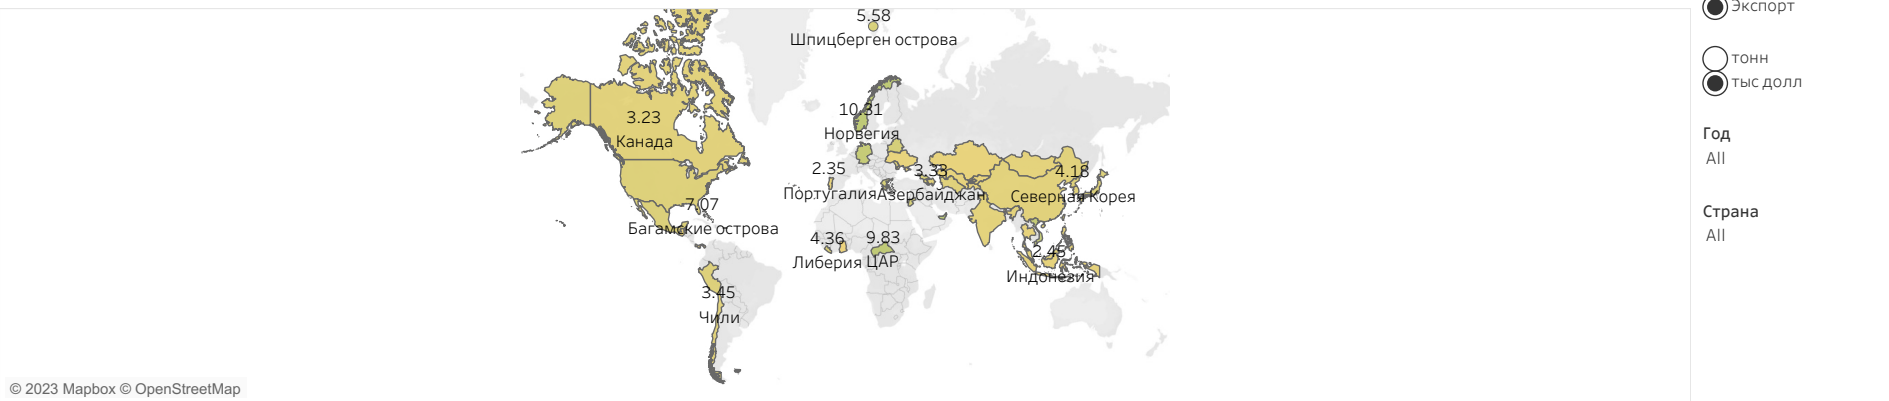 5.58
Шпицберген острова
Экспорт
тонн
тыс долл
10.31
Норвегия
3.23
Канада
Год
All
2.35
Португалия
3.33
Азербайджан
4.18
Северная Корея
7.07
Багамские острова
Страна
All
4.36
Либерия
9.83
ЦАР
2.45
Индонезия
3.45
Чили
© 2023 Mapbox © OpenStreetMap